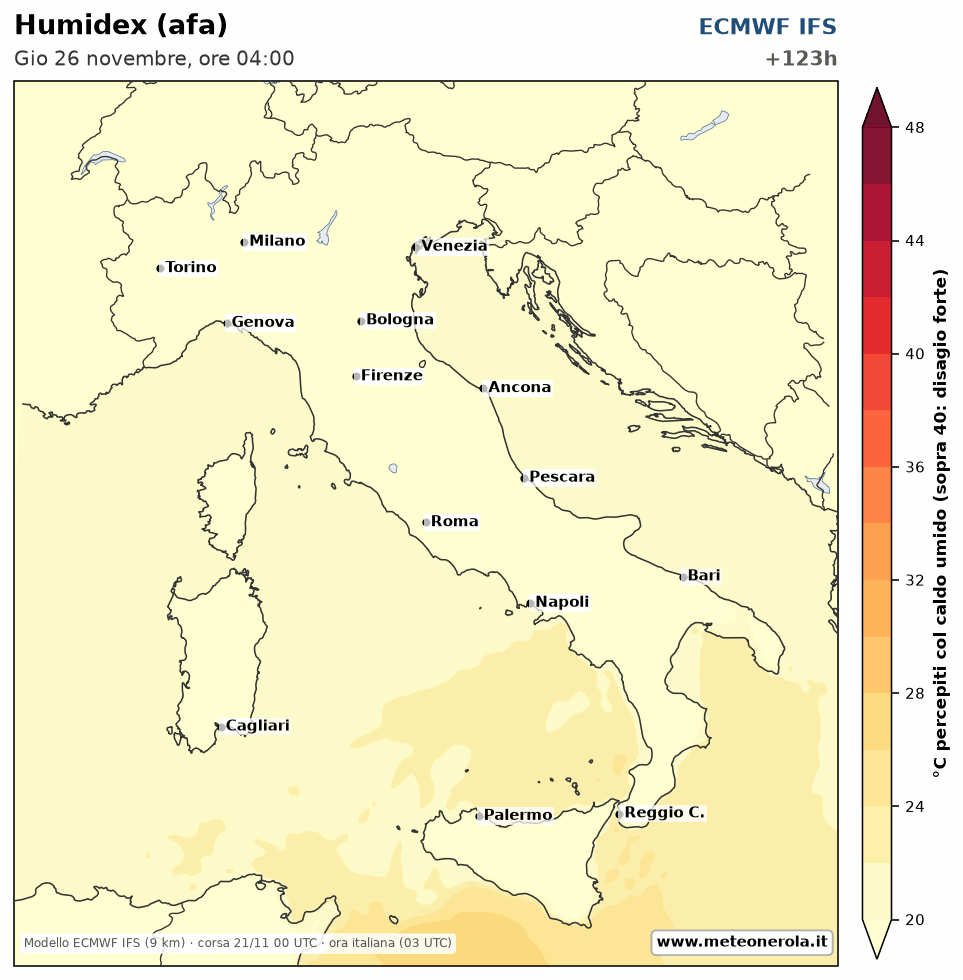 Humidex (afa)
ECMWF IFS
Gio 26 novembre, ore 04:00
+123h
Milano
Venezia
Torino
Genova
Bologna
Firenze
Ancona
Pescara
Roma
Bari
Napoli
Cagliari
Palermo
Reggio C.
Modello ECMWF IFS (9 km) · corsa 21/11 00 UTC · ora italiana (03 UTC)
www.meteonerola.it
48
44
40
36
32
28
24
20
°C percepiti col caldo umido (sopra 40: disagio forte)